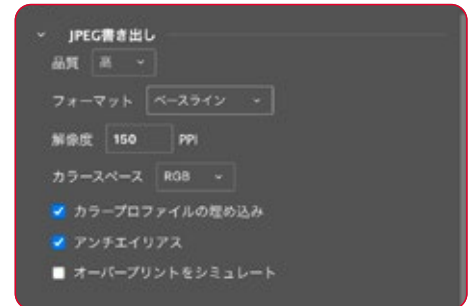 JPEG書き出し
品質 高
フォーマット ベースライン
解像度 150 PPI
カラースペース RGB
カラープロファイルの埋め込み
アンチエイリアス
オーバープリントをシミュレート